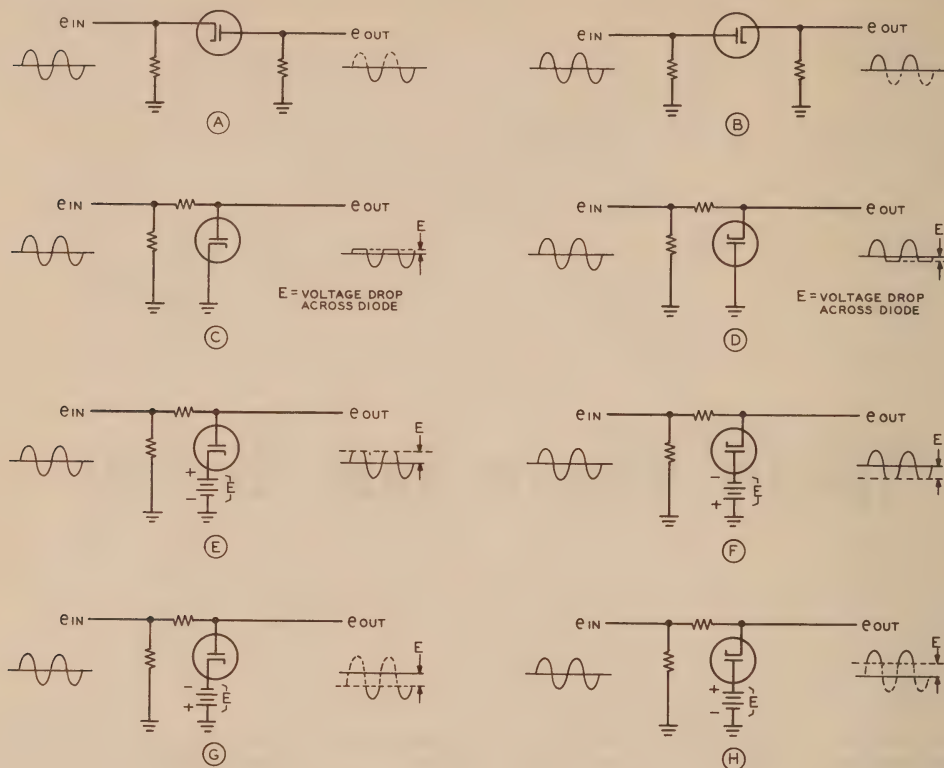 e IN
e OUT
A
e IN
e OUT
B
e IN
e OUT
E
E = VOLTAGE DROP
ACROSS DIODE
C
e IN
e OUT
E
E = VOLTAGE DROP
ACROSS DIODE
D
e IN
e OUT
E
+
E
-
E
e IN
e OUT
E
-
E
+
F
e IN
e OUT
E
-
E
+
G
e IN
e OUT
E
+
E
-
H